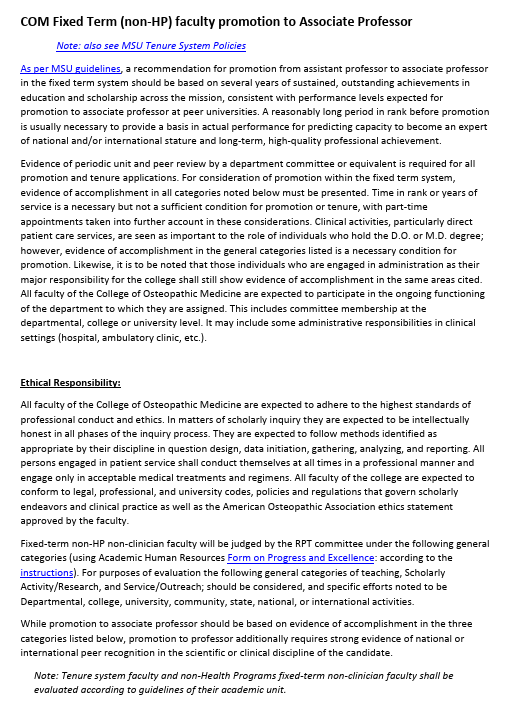 COM Fixed Term (non-HP) faculty promotion to Associate Professor
Note: also see MSU Tenure System Policies
As per MSU guidelines, a recommendation for promotion from assistant professor to associate professor
in the fixed term system should be based on several years of sustained, outstanding achievements in
education and scholarship across the mission, consistent with performance levels expected for
promotion to associate professor at peer universities. A reasonably long period in rank before promotion
is usually necessary to provide a basis in actual performance for predicting capacity to become an expert
of national and/or international stature and long-term, high-quality professional achievement.
Evidence of periodic unit and peer review by a department committee or equivalent is required for all
promotion and tenure applications. For consideration of promotion within the fixed term system,
evidence of accomplishment in all categories noted below must be presented. Time in rank or years of
service is a necessary but not a sufficient condition for promotion or tenure, with part-time
appointments taken into further account in these considerations. Clinical activities, particularly direct
patient care services, are seen as important to the role of individuals who hold the D.O. or M.D. degree;
however, evidence of accomplishment in the general categories listed is a necessary condition for
promotion. Likewise, it is to be noted that those individuals who are engaged in administration as their
major responsibility for the college shall still show evidence of accomplishment in the same areas cited.
All faculty of the College of Osteopathic Medicine are expected to participate in the ongoing functioning
of the department to which they are assigned. This includes committee membership at the
departmental, college or university level. It may include some administrative responsibilities in clinical
settings (hospital, ambulatory clinic, etc.).
Ethical Responsibility:
All faculty of the College of Osteopathic Medicine are expected to adhere to the highest standards of
professional conduct and ethics. In matters of scholarly inquiry they are expected to be intellectually
honest in all phases of the inquiry process. They are expected to follow methods identified as
appropriate by their discipline in question design, data initiation, gathering, analyzing, and reporting. All
persons engaged in patient service shall conduct themselves at all times in a professional manner and
engage only in acceptable medical treatments and regimens. All faculty of the college are expected to
conform to legal, professional, and university codes, policies and regulations that govern scholarly
endeavors and clinical practice as well as the American Osteopathic Association ethics statement
approved by the faculty.
Fixed-term non-HP non-clinician faculty will be judged by the RPT committee under the following general
categories (using Academic Human Resources Form on Progress and Excellence: according to the
instructions). For purposes of evaluation the following general categories of teaching, Scholarly
Activity/Research, and Service/Outreach; should be considered, and specific efforts noted to be
Departmental, college, university, community, state, national, or international activities.
While promotion to associate professor should be based on evidence of accomplishment in the three
categories listed below, promotion to professor additionally requires strong evidence of national or
international peer recognition in the scientific or clinical discipline of the candidate.
Note: Tenure system faculty and non-Health Programs fixed-term non-clinician faculty shall be
evaluated according to guidelines of their academic unit.